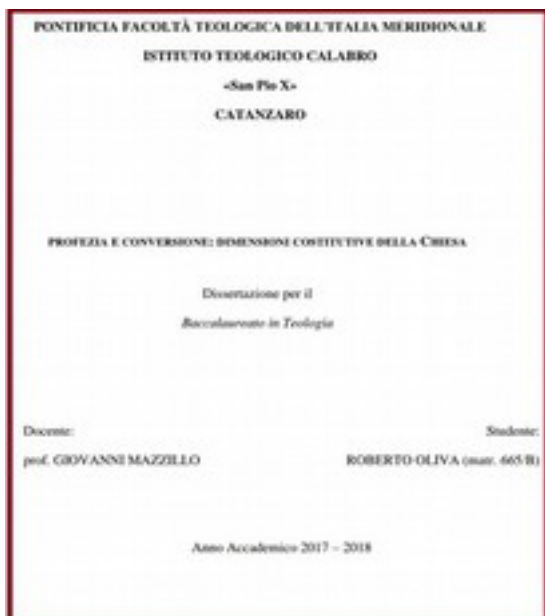 PONTIFICIA FACOLTÀ TEOLOGICA DELL'ITALIA MERIDIONALE
ISTITUTO TEOLOGICO CALABRO
«San Pio X»
CATANZARO
PROFEZIA E CONVERSIONE: DIMENSIONI COSTITUTIVE DELLA CHIESA
Dissertazione per il
Baccalaureato in Teologia
Docente: Studente:
prof. GIOVANNI MAZZILLO ROBERTO OLIVA (matr. 665/B)
Anno Accademico 2017 – 2018